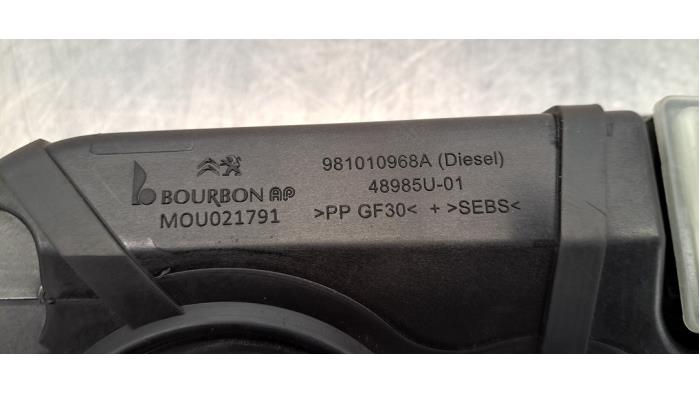 981010968A (Diesel)
BOURBON AP
48985U-01
MOU021791
>PP GF30< + >SEBS<